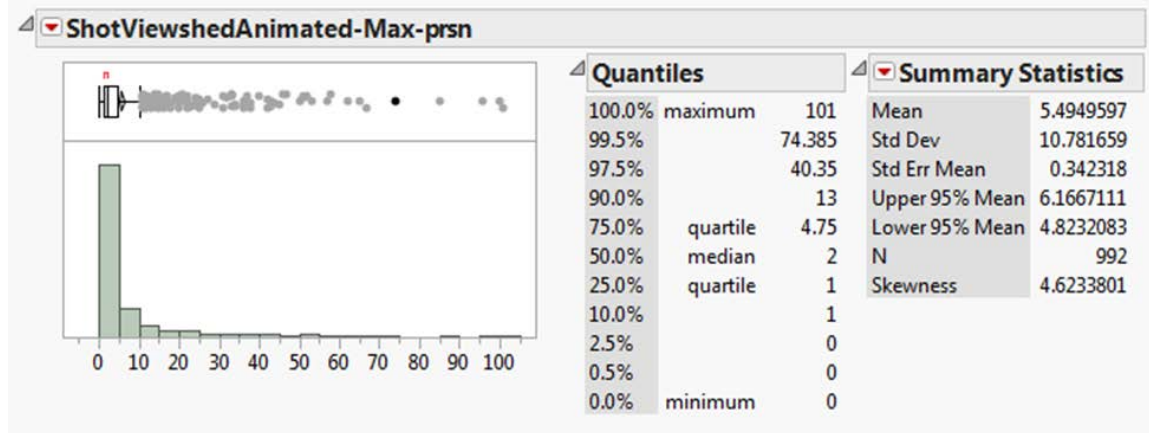 ShotViewshedAnimated-Max-prsn
n
0 10 20 30 40 50 60 70 80 90 100
Quantiles
100.0% maximum 101
99.5% 74.385
97.5% 40.35
90.0% 13
75.0% quartile 4.75
50.0% median 2
25.0% quartile 1
10.0% 1
2.5% 0
0.5% 0
0.0% minimum 0
Summary Statistics
Mean 5.4949597
Std Dev 10.781659
Std Err Mean 0.342318
Upper 95% Mean 6.1667111
Lower 95% Mean 4.8232083
N 992
Skewness 4.6233801